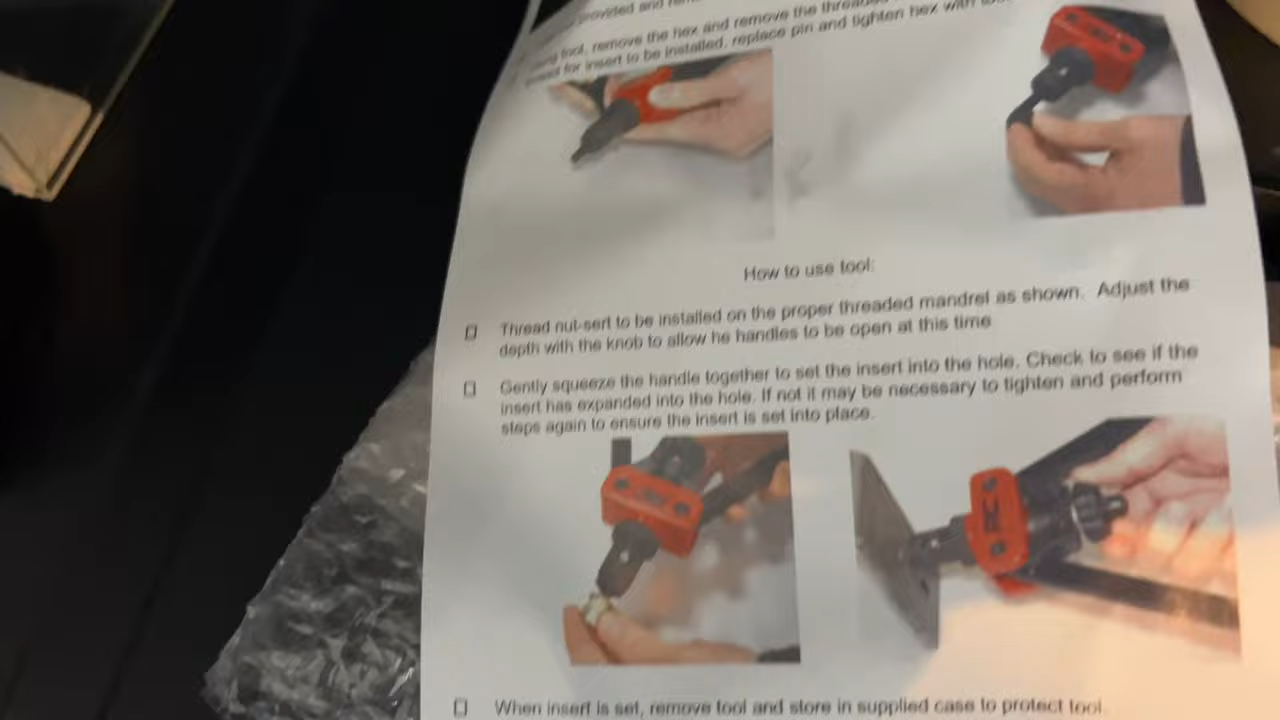 provided and
tool, remove the hex and remove the threaded
for insert to be installed, replace pin and tighten hex with
How to use tool:
Thread nut-sert to be installed on the proper threaded mandrel as shown. Adjust the
depth with the knob to allow he handles to be open at this time
Gently squeeze the handle together to set the insert into the hole. Check to see if the
insert has expanded into the hole. If not it may be necessary to tighten and perform
steps again to ensure the insert is set into place.
When insert is set, remove tool and store in supplied case to protect tool.